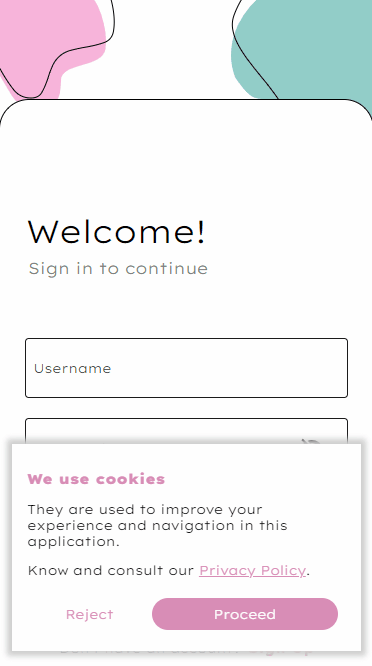 Welcome!
Sign in to continue
Username
We use cookies
They are used to improve your
experience and navigation in this
application.
Know and consult our Privacy Policy.
Reject
Proceed